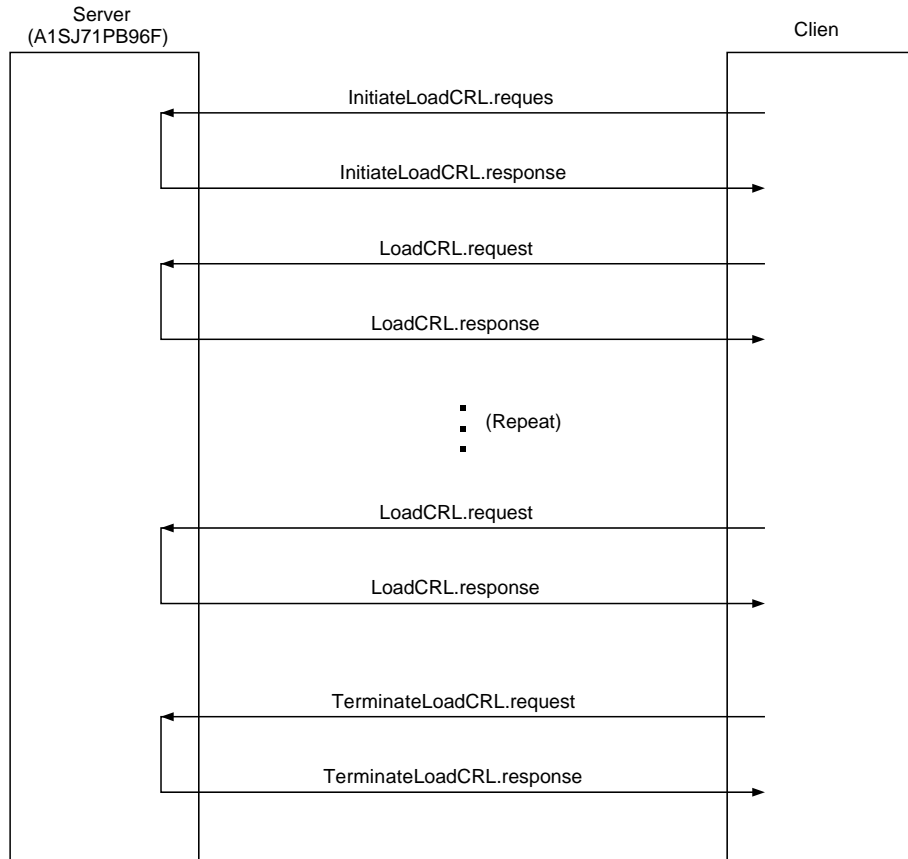 Server
(A1SJ71PB96F)
Clien
InitiateLoadCRL.reques
InitiateLoadCRL.response
LoadCRL.request
LoadCRL.response
(Repeat)
LoadCRL.request
LoadCRL.response
TerminateLoadCRL.request
TerminateLoadCRL.response